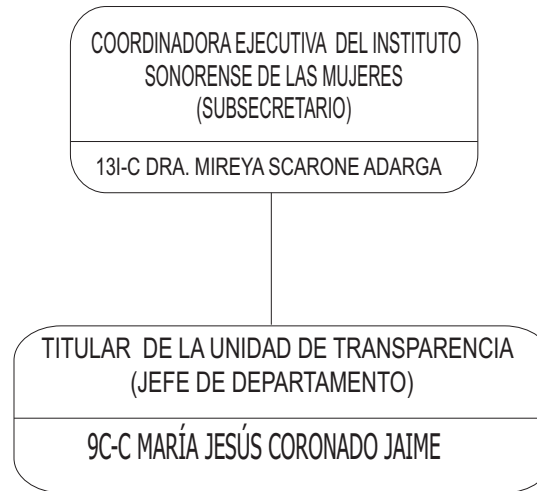 COORDINADORA EJECUTIVA DEL INSTITUTO
SONORENSE DE LAS MUJERES
(SUBSECRETARIO)
13I-C DRA. MIREYA SCARONE ADARGA
TITULAR DE LA UNIDAD DE TRANSPARENCIA
(JEFE DE DEPARTAMENTO)
9C-C MARÍA JESÚS CORONADO JAIME